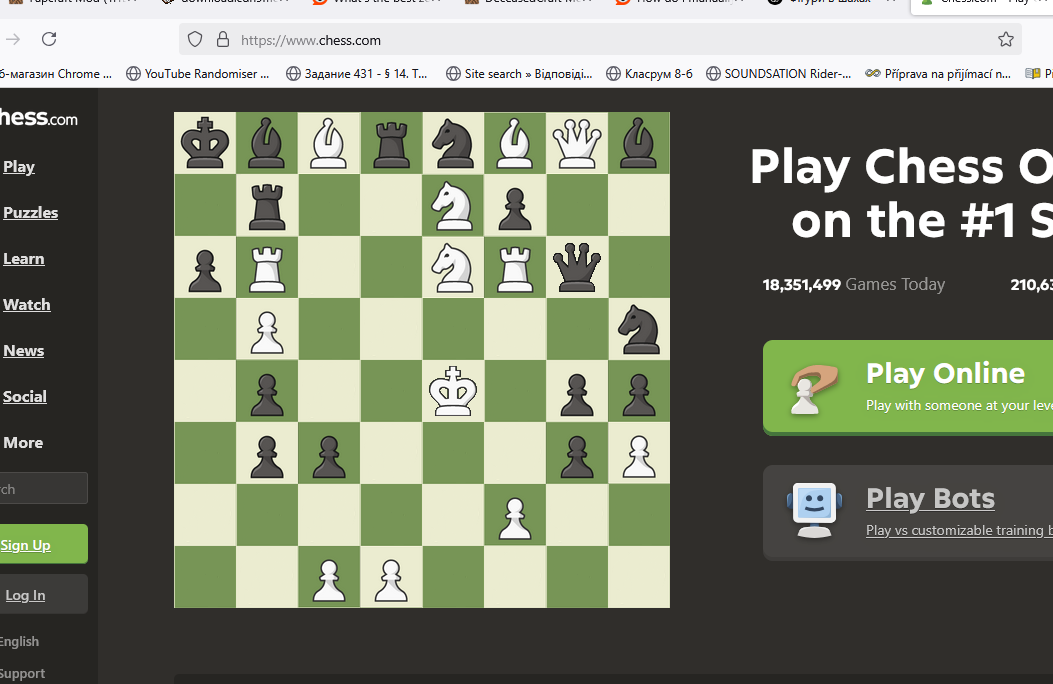 https://www.chess.com
б-магазин Chrome ... YouTube Randomiser ... Задание 431 - § 14. Т... Site search » Відповіді... Класрум 8-б SOUNDSATION Rider-... Příprava na přijímací n...
hess.com
Play
Puzzles
Learn
Watch
News
Social
More
rch
Sign Up
Log In
English
Support
Play Chess O
on the #1 S
18,351,499 Games Today 210,63
Play Online
Play with someone at your leve
Play Bots
Play vs customizable training b